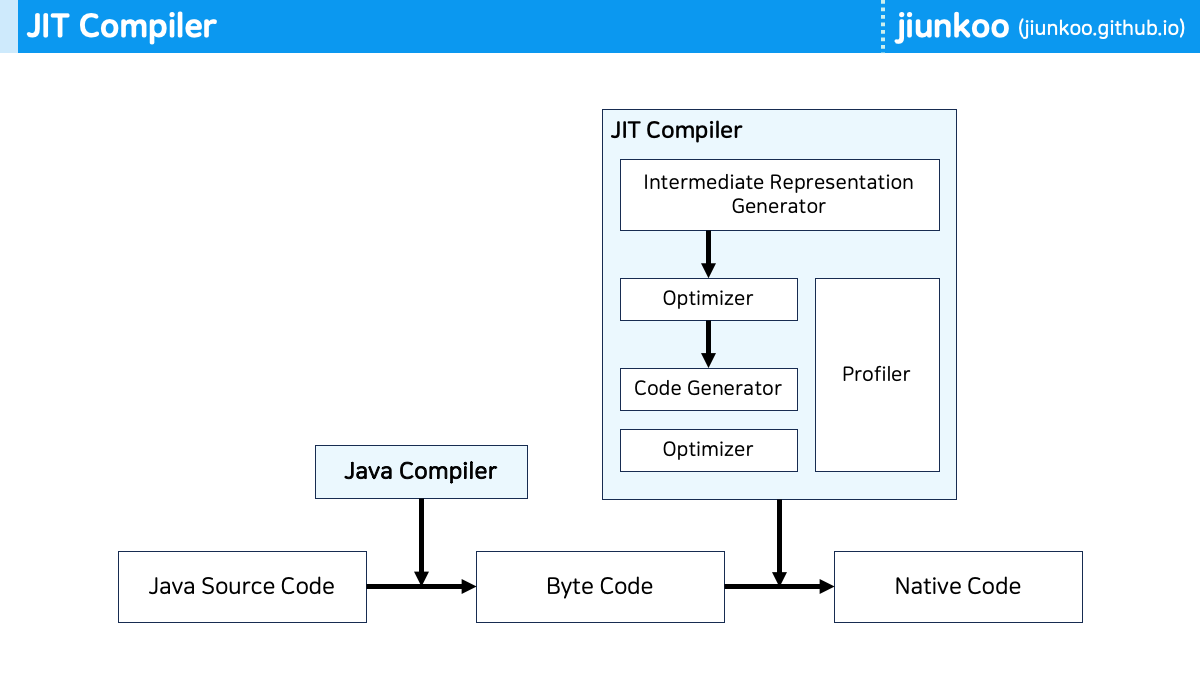 JIT Compiler
jiunkoo (jiunkoo.github.io)
JIT Compiler
Intermediate Representation
Generator
Optimizer
Profiler
Code Generator
Optimizer
Java Compiler
Java Source Code
Byte Code
Native Code